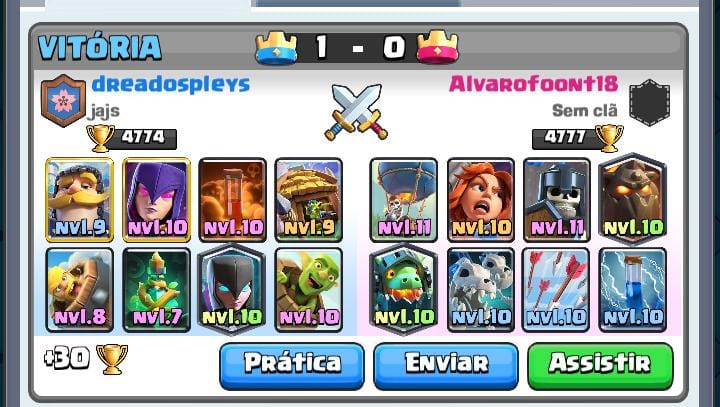 VITÓRIA 1 - 0
dreadospleys Alvarofoont18
jajs Sem clã
4774 4777
Nvl.9 Nvl.10 Nvl.10 Nvl.9 Nvl.11 Nvl.10 Nvl.11 Nvl.10
Nvl.8 Nvl.7 Nvl.10 Nvl.10 Nvl.10 Nvl.10 Nvl.10 Nvl.10
+30 Prática Enviar Assistir